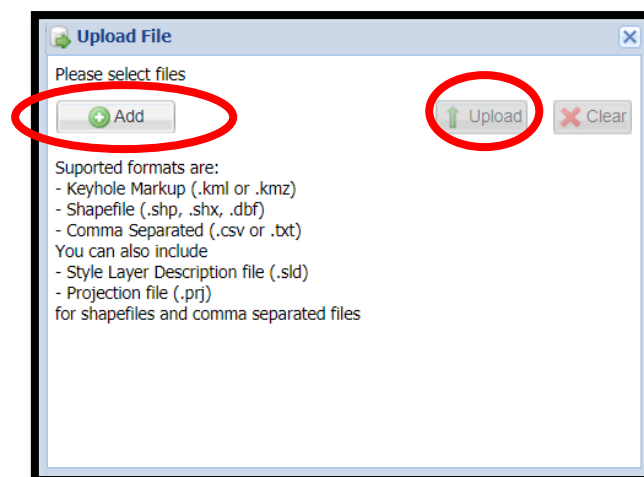 Upload File
Please select files
Add
Upload
Clear
Suported formats are:
- Keyhole Markup (.kml or .kmz)
- Shapefile (.shp, .shx, .dbf)
- Comma Separated (.csv or .txt)
You can also include
- Style Layer Description file (.sld)
- Projection file (.prj)
for shapefiles and comma separated files